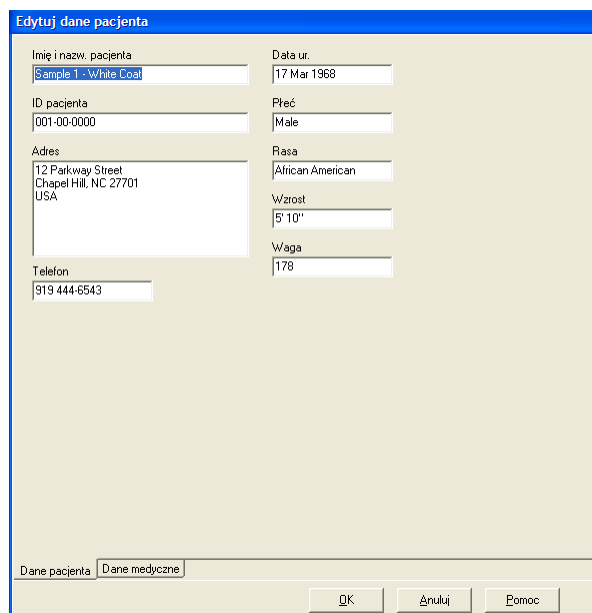 Edytuj dane pacjenta
Imię i nazw. pacjenta
Sample 1 - White Coat
ID pacjenta
001-00-0000
Adres
12 Parkway Street
Chapel Hill, NC 27701
USA
Telefon
919 444-6543
Data ur.
17 Mar 1968
Płeć
Male
Rasa
African American
Wzrost
5' 10"
Waga
178
Dane pacjenta
Dane medyczne
OK
Anuluj
Pomoc